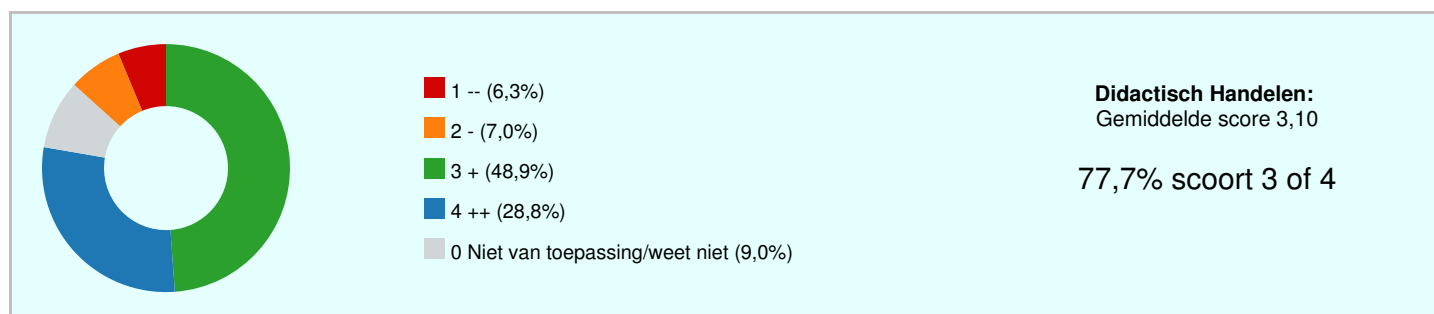 1 -- (6,3%)
2 - (7,0%)
3 + (48,9%)
4 ++ (28,8%)
0 Niet van toepassing/weet niet (9,0%)
Didactisch Handelen:
Gemiddelde score 3,10
77,7% scoort 3 of 4